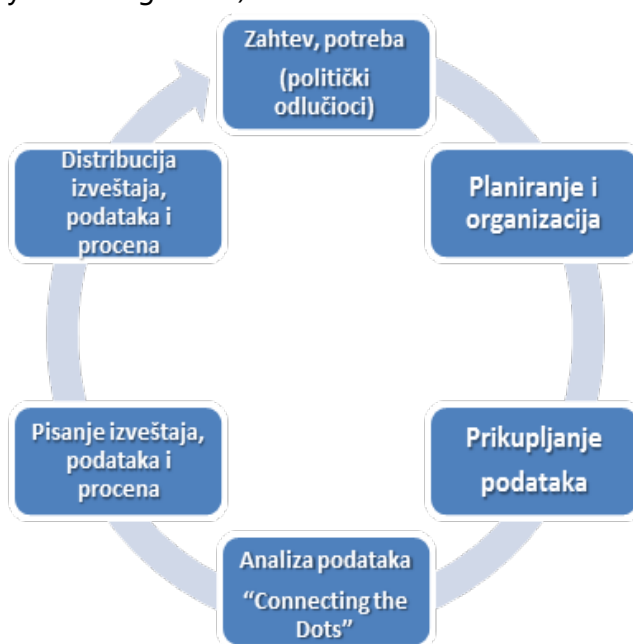 Zahtev, potreba
(politički
odlučioci)
Planiranje i
organizacija
Prikupljanje
podataka
Analiza podataka
“Connecting the
Dots”
Pisanje izveštaja,
podataka i
procena
Distribucija
izveštaja,
podataka i
procena